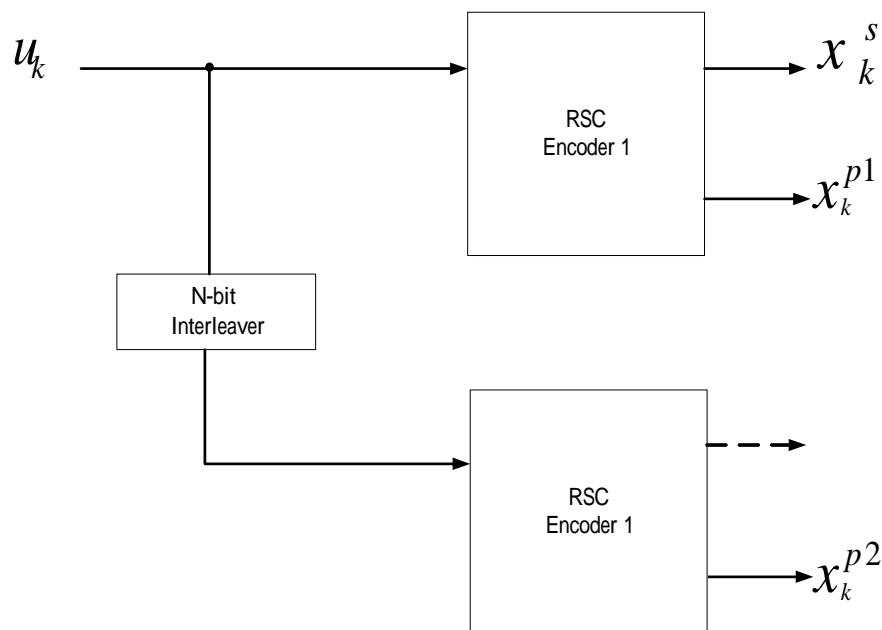 u_k
RSC
Encoder 1
x_k^s
x_k^{p1}
N-bit
Interleaver
RSC
Encoder 1
x_k^{p2}